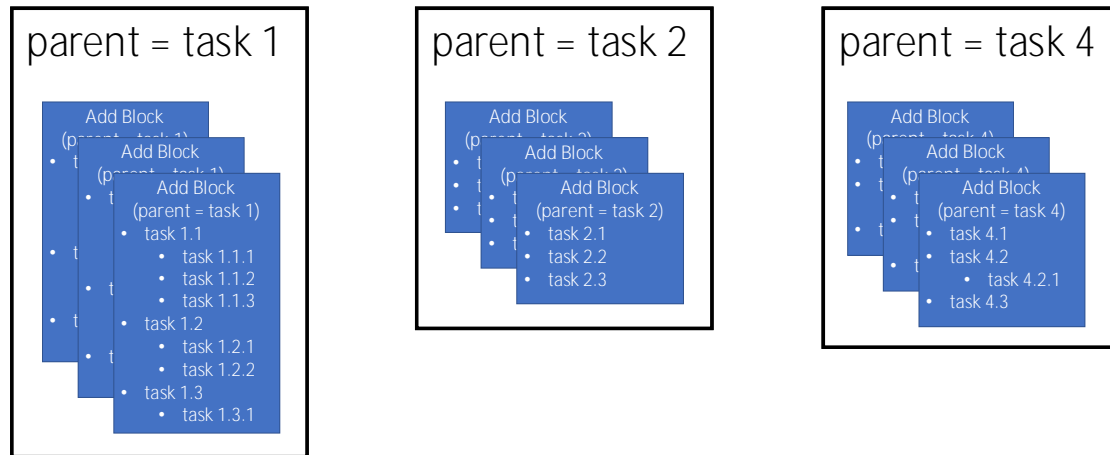 parent = task 1
Add Block
Add Block
Add Block
(parent = task 1)
• task 1.1
• task 1.1.1
• task 1.1.2
• task 1.1.3
• task 1.2
• task 1.2.1
• task 1.2.2
• task 1.3
• task 1.3.1
parent = task 2
Add Block
Add Block
Add Block
(parent = task 2)
• task 2.1
• task 2.2
• task 2.3
parent = task 4
Add Block
Add Block
Add Block
(parent = task 4)
• task 4.1
• task 4.2
• task 4.2.1
• task 4.3